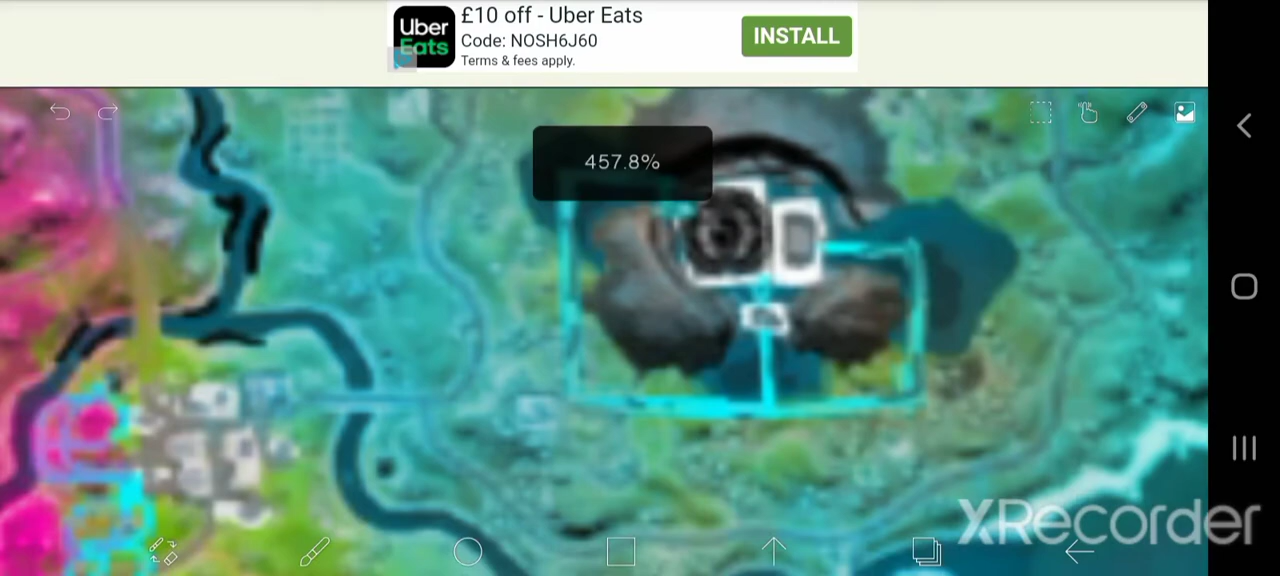 Uber
Eats
£10 off - Uber Eats
Code: NOSH6J60
Terms & fees apply.
INSTALL
457.8%
XRecorder